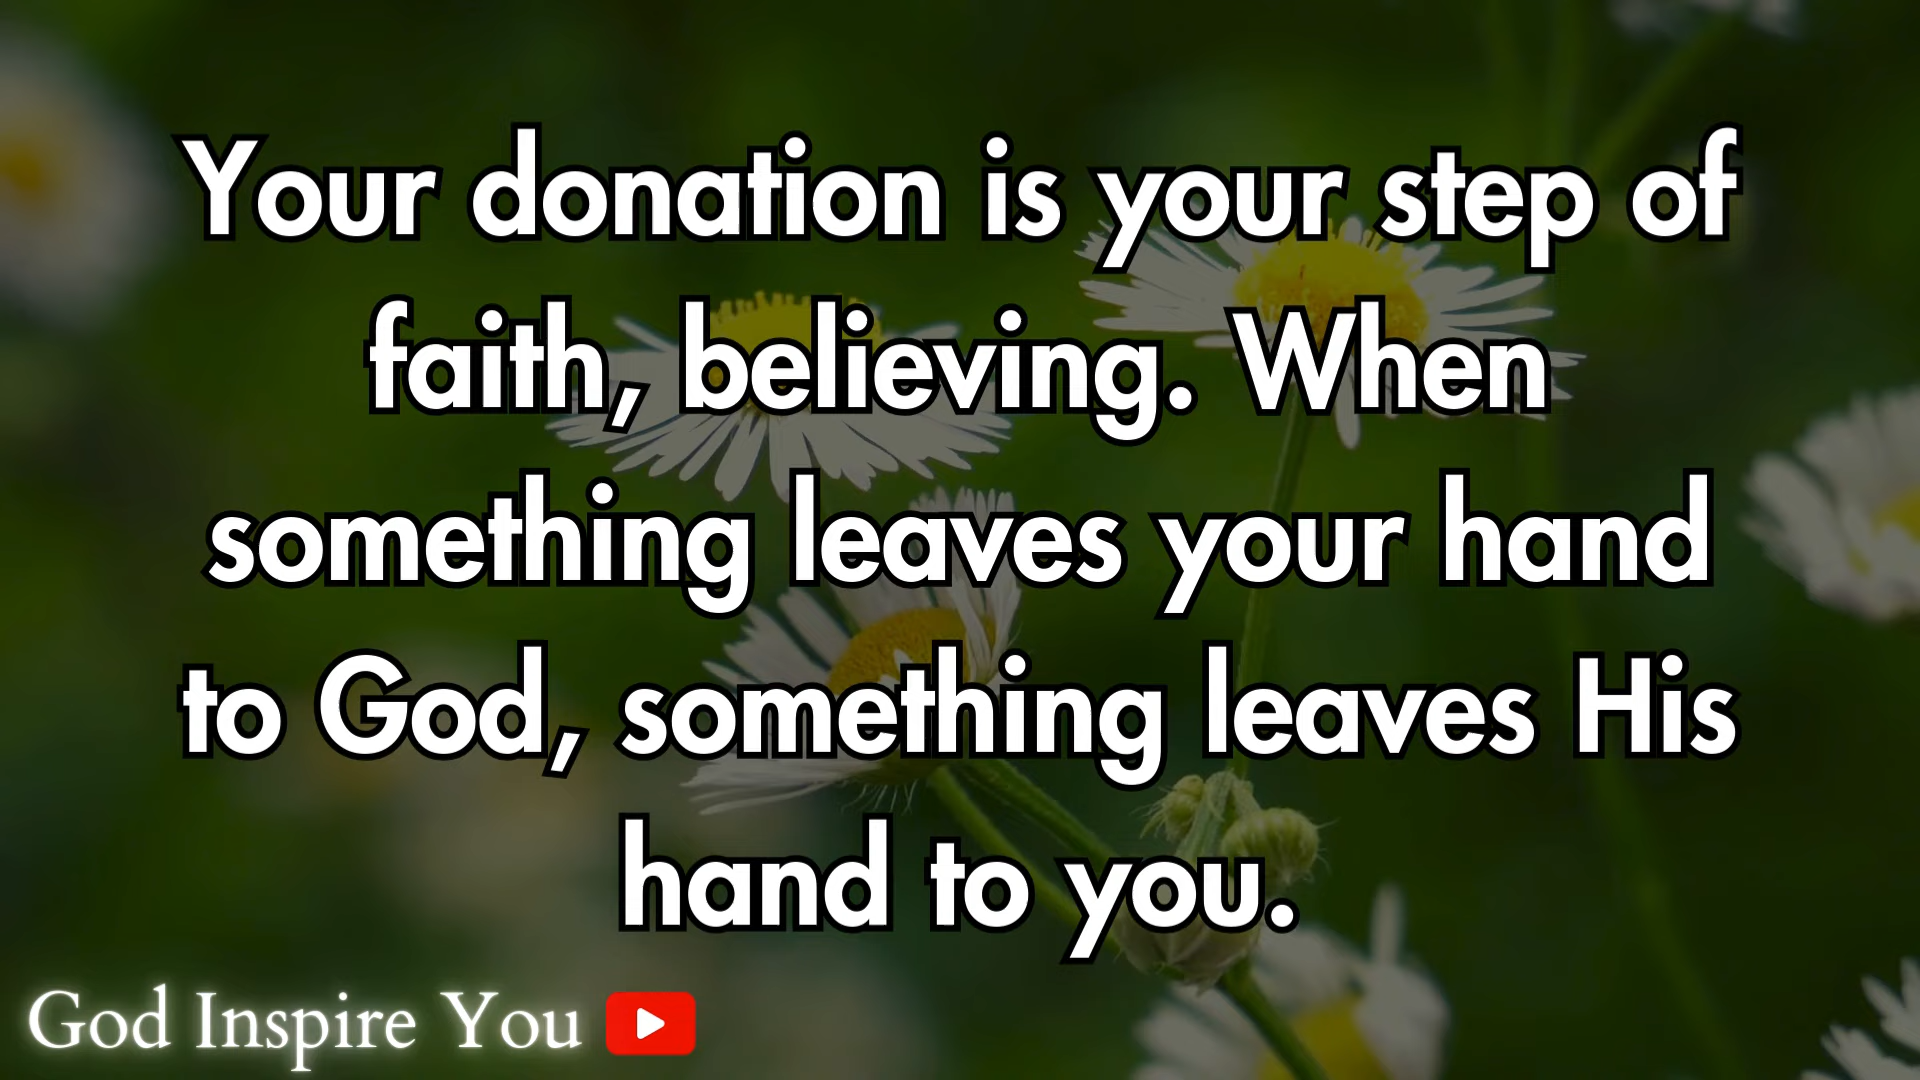 Your donation is your step of
faith, believing. When
something leaves your hand
to God, something leaves His
hand to you.
God Inspire You